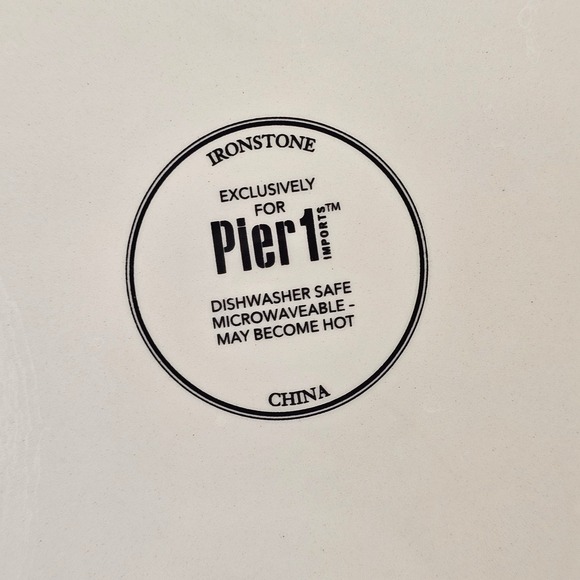 IRONSTONE
EXCLUSIVELY
FOR
Pier 1 IMPORTS™
DISHWASHER SAFE
MICROWAVEABLE -
MAY BECOME HOT
CHINA